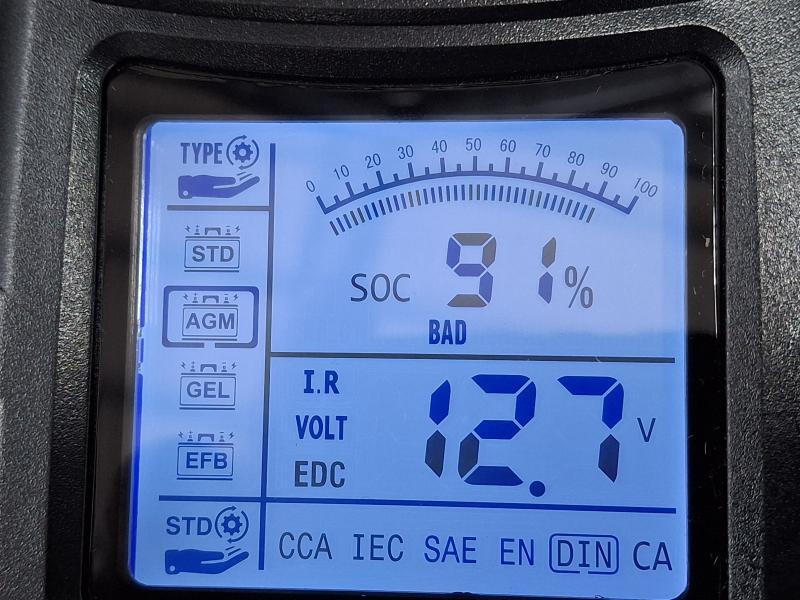 TYPE
0 10 20 30 40 50 60 70 80 90 100
STD
SOC 91%
AGM
BAD
I.R
GEL
VOLT 12.7 V
EFB
EDC
STD
CCA IEC SAE EN DIN CA